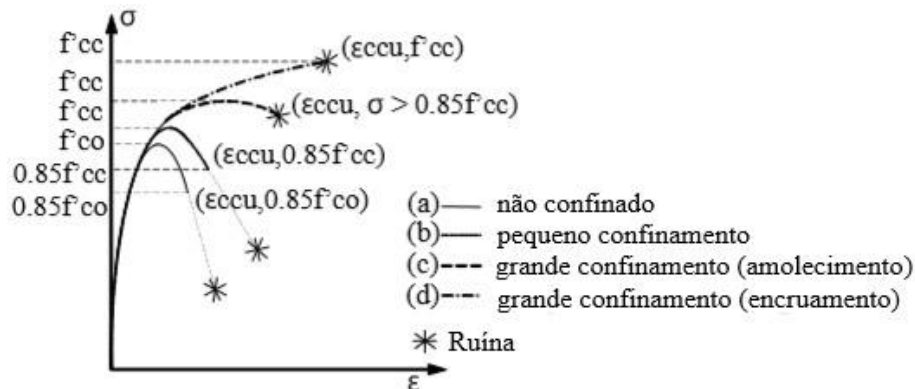 σ
f'cc
(εccu,f'cc)
f'cc
f'cc
(εccu, σ > 0.85f'cc)
f'co
(εccu,0.85f'cc)
0.85f'cc
0.85f'co
(εccu,0.85f'co)
(a) não confinado
(b) pequeno confinamento
(c) grande confinamento (amolecimento)
(d) grande confinamento (encruamento)
Ruína
ε